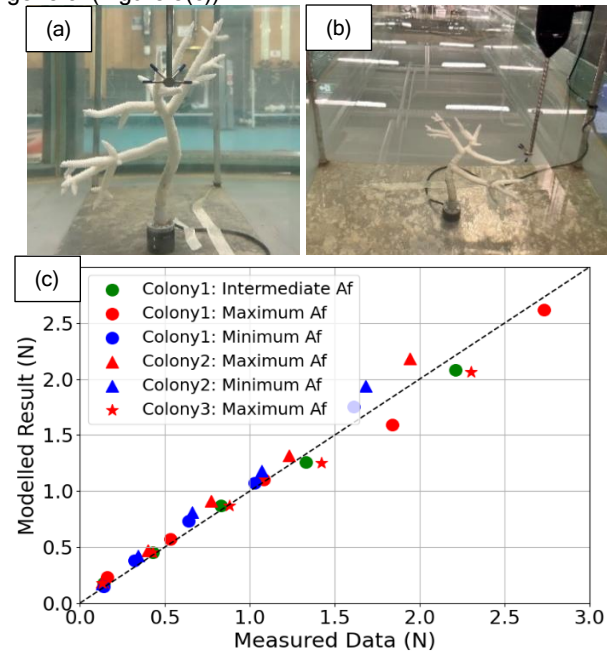 (a)
(b)
(c)
Colony1: Intermediate Af
Colony1: Maximum Af
Colony1: Minimum Af
Colony2: Maximum Af
Colony2: Minimum Af
Colony3: Maximum Af
Modelled Result (N)
2.5
2.0
1.5
1.0
0.5
0.0
0.0 0.5 1.0 1.5 2.0 2.5 3.0
Measured Data (N)